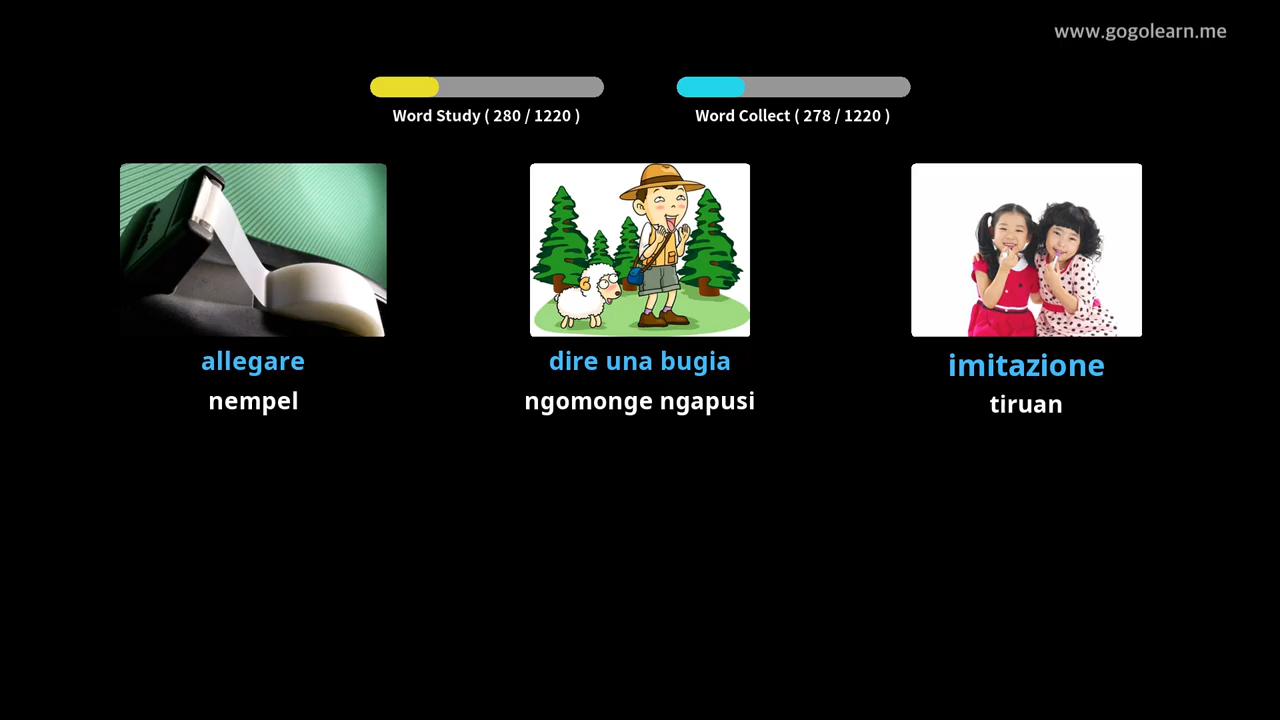 www.gogolearn.me
Word Study ( 280 / 1220 )
Word Collect ( 278 / 1220 )
allegare
nempel
dire una bugia
ngomonge ngapusi
imitazione
tiruan